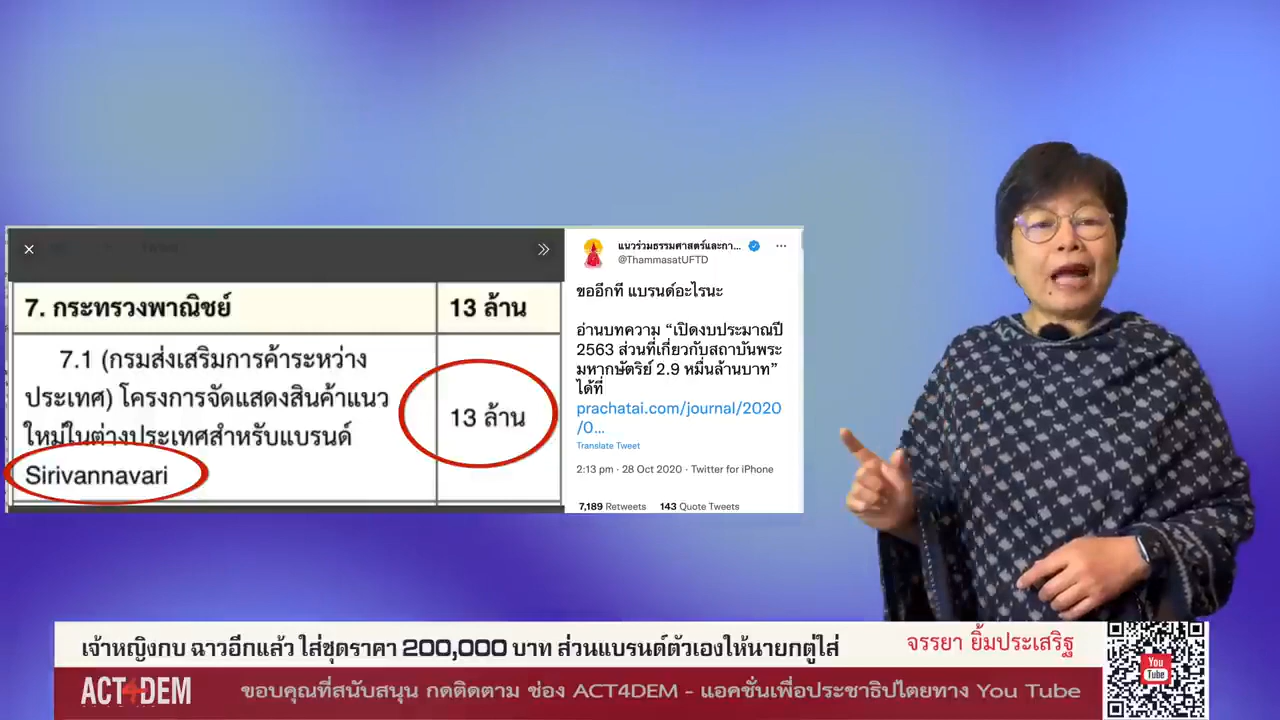 7. กระทรวงพาณิชย์
13 ล้าน
7.1 (กรมส่งเสริมการค้าระหว่าง
ประเทศ) โครงการจัดแสดงสินค้าแนว
ใหม่ในต่างประเทศสำหรับแบรนด์
Sirivannavari
13 ล้าน
แนวร่วมธรรมศาสตร์และกา...
@ThammasatUFTD
ขออีกที แบรนด์อะไรนะ
อ่านบทความ “เปิดงบประมาณปี
2563 ส่วนที่เกี่ยวกับสถาบันพระ
มหากษัตริย์ 2.9 หมื่นล้านบาท”
ได้ที่
prachatai.com/journal/2020
/0...
Translate Tweet
2:13 pm · 28 Oct 2020 · Twitter for iPhone
7,189 Retweets 143 Quote Tweets
เจ้าหญิงกบ ฉาวอีกแล้ว ใส่ชุดราคา 200,000 บาท ส่วนแบรนด์ตัวเองให้นายกตู่ใส่
จรรยา ยิ้มประเสริฐ
ACT4DEM
ขอบคุณที่สนับสนุน กดติดตาม ช่อง ACT4DEM - แอคชั่นเพื่อประชาธิปไตยทาง You Tube
You
Tube